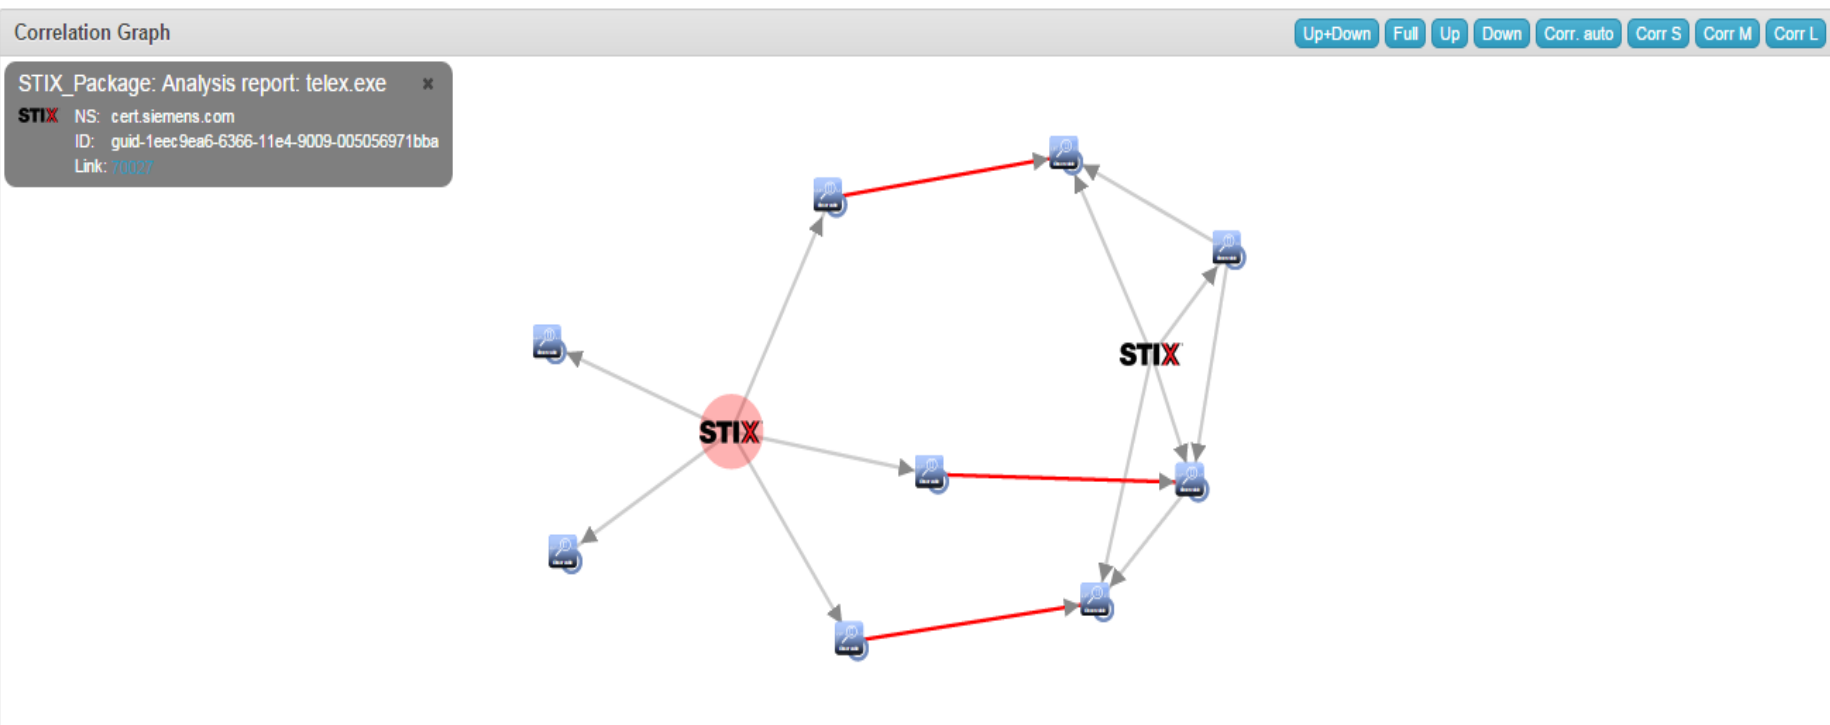 Correlation Graph
Up+Down Full Up Down Corr. auto Corr S Corr M Corr L
STIX_Package: Analysis report: telex.exe ×
STIX NS: cert.siemens.com
ID: guid-1eec9ea6-6366-11e4-9009-005056971bba
Link: 70027
STIX
STIX